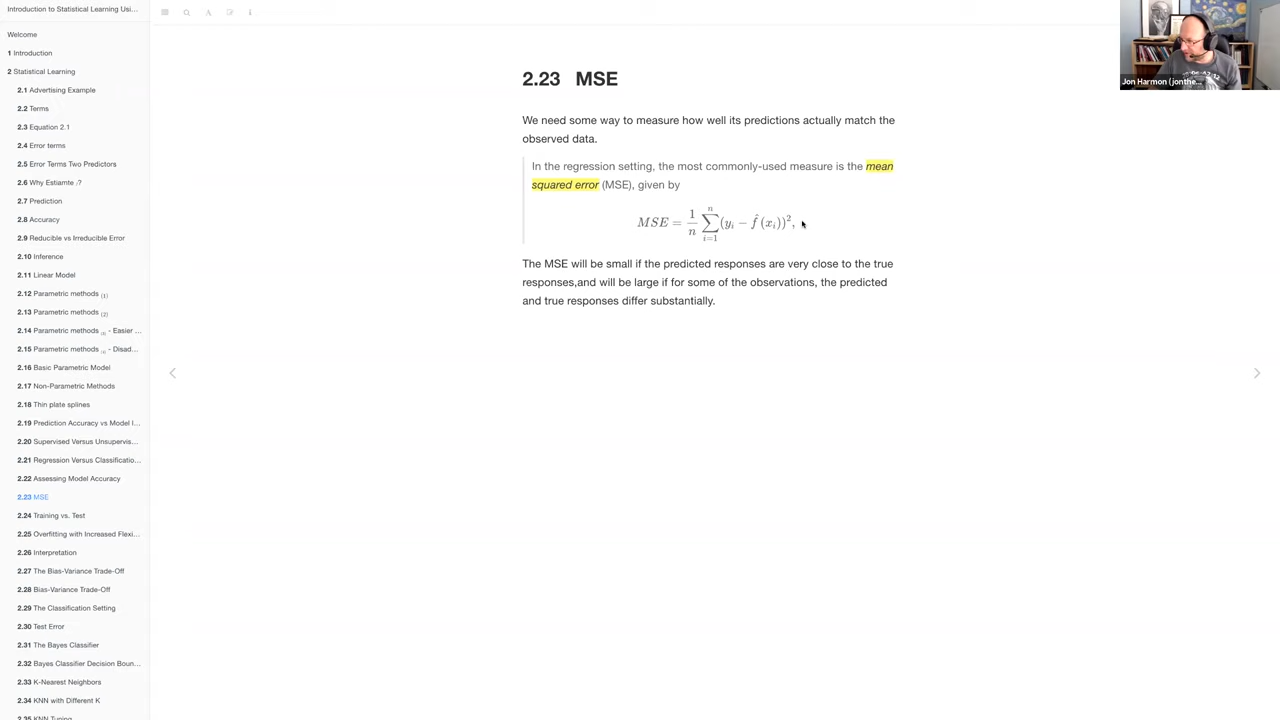 Introduction to Statistical Learning Usi...
Welcome
1 Introduction
2 Statistical Learning
2.1 Advertising Example
2.2 Terms
2.3 Equation 2.1
2.4 Error terms
2.5 Error Terms Two Predictors
2.6 Why Estiamte f?
2.7 Prediction
2.8 Accuracy
2.9 Reducible vs Irreducible Error
2.10 Inference
2.11 Linear Model
2.12 Parametric methods (1)
2.13 Parametric methods (2)
2.14 Parametric methods - Easier ...
2.15 Parametric methods - Disad...
2.16 Basic Parametric Model
2.17 Non-Parametric Methods
2.18 Thin plate splines
2.19 Prediction Accuracy vs Model I...
2.20 Supervised Versus Unsupervis...
2.21 Regression Versus Classificatio...
2.22 Assessing Model Accuracy
2.23 MSE
2.24 Training vs. Test
2.25 Overfitting with Increased Flexi...
2.26 Interpretation
2.27 The Bias-Variance Trade-Off
2.28 Bias-Variance Trade-Off
2.29 The Classification Setting
2.30 Test Error
2.31 The Bayes Classifier
2.32 Bayes Classifier Decision Boun...
2.33 K-Nearest Neighbors
2.34 KNN with Different K
2.35 KNN Tuning
2.23 MSE
We need some way to measure how well its predictions actually match the
observed data.
In the regression setting, the most commonly-used measure is the mean
squared error (MSE), given by
MSE = 1/n ∑_{i=1}^{n} (y_i − f̂(x_i))²,
The MSE will be small if the predicted responses are very close to the true
responses,and will be large if for some of the observations, the predicted
and true responses differ substantially.
Jon Harmon (jonthe...